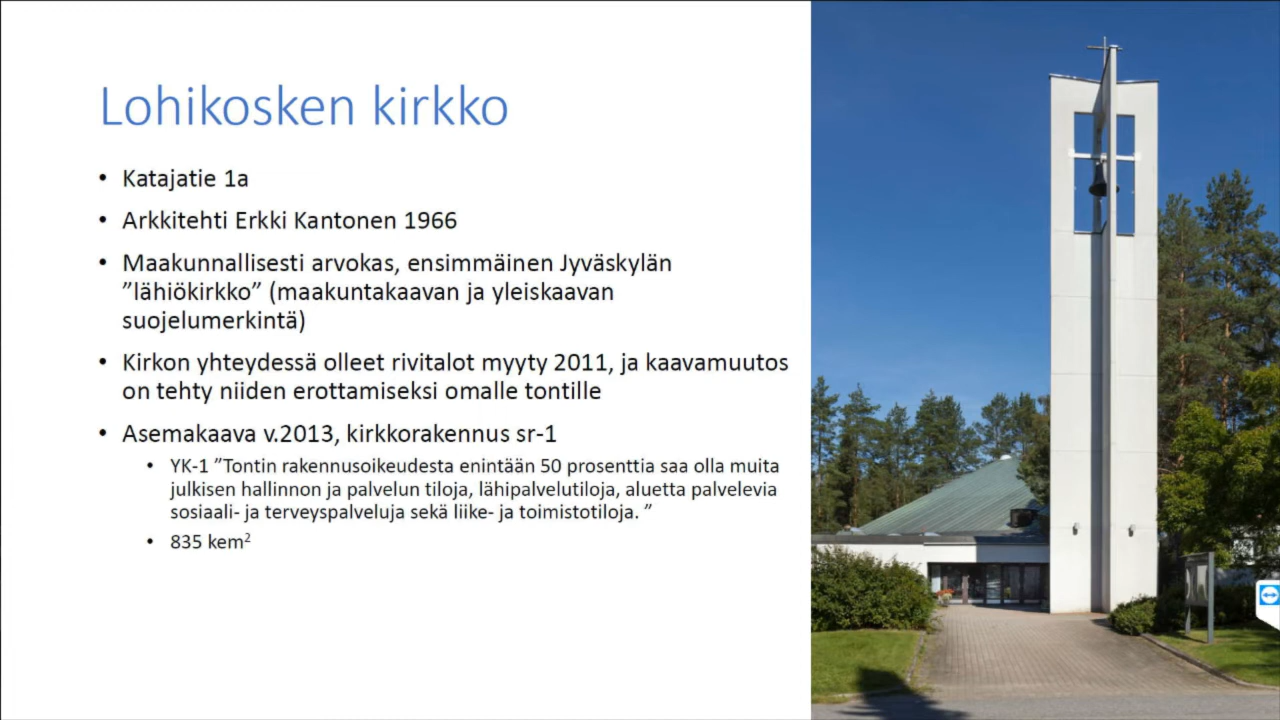 Lohikosken kirkko
• Katajatie 1a
• Arkkitehti Erkki Kantonen 1966
• Maakunnallisesti arvokas, ensimmäinen Jyväskylän
”lähiökirkko” (maakuntakaavan ja yleiskaavan
suojelumerkintä)
• Kirkon yhteydessä olleet rivitalot myyty 2011, ja kaavamuutos
on tehty niiden erottamiseksi omalle tontille
• Asemakaava v.2013, kirkkorakennus sr-1
• YK-1 ”Tontin rakennusoikeudesta enintään 50 prosenttia saa olla muita
julkisen hallinnon ja palvelun tiloja, lähipalvelutiloja, aluetta palvelevia
sosiaali- ja terveyspalveluja sekä liike- ja toimistotiloja. ”
• 835 kem²